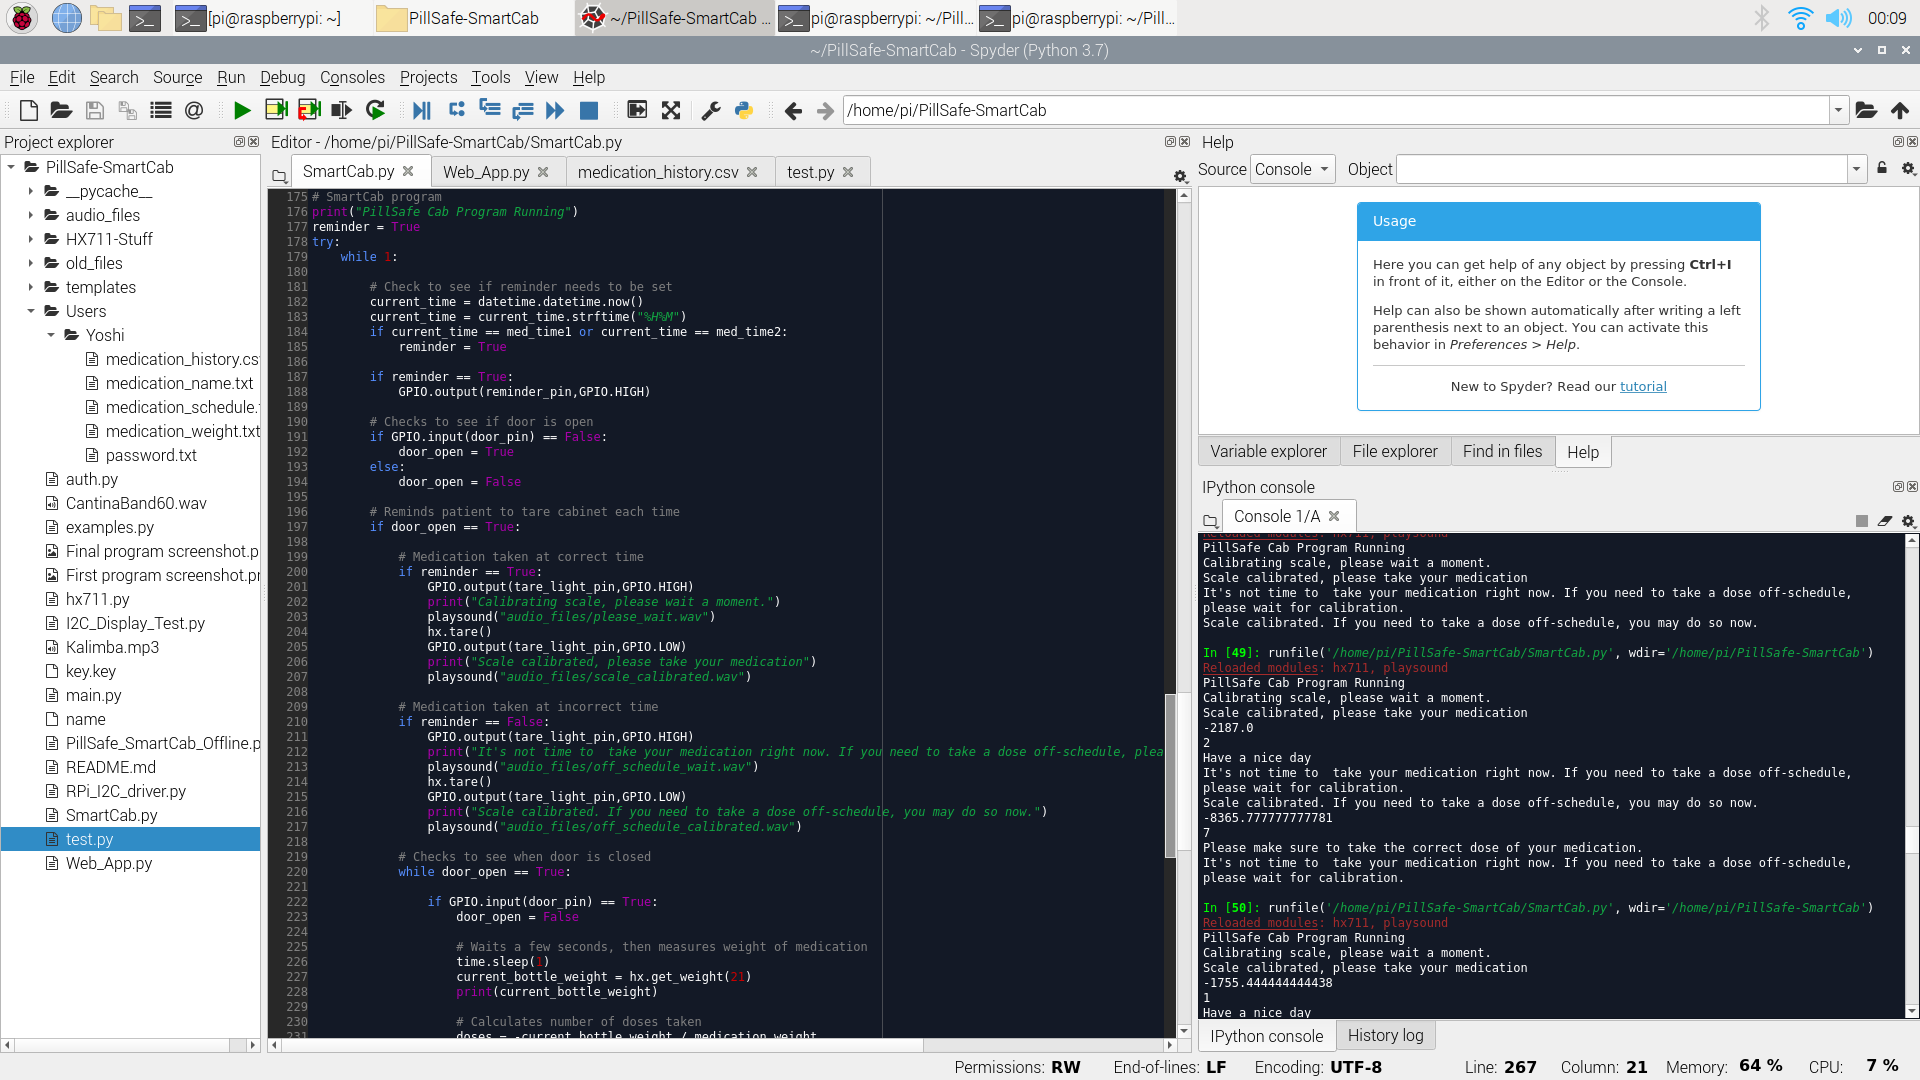 [pi@raspberrypi: ~]
PillSafe-SmartCab
~/PillSafe-SmartCab ...
pi@raspberrypi: ~/Pill...
pi@raspberrypi: ~/Pill...
00:09
~/PillSafe-SmartCab - Spyder (Python 3.7)
File Edit Search Source Run Debug Consoles Projects Tools View Help
/home/pi/PillSafe-SmartCab
Project explorer
PillSafe-SmartCab
__pycache__
audio_files
HX711-Stuff
old_files
templates
Users
Yoshi
medication_history.cs
medication_name.txt
medication_schedule.
medication_weight.txt
password.txt
auth.py
CantinaBand60.wav
examples.py
Final program screenshot.p
First program screenshot.pr
hx711.py
I2C_Display_Test.py
Kalimba.mp3
key.key
main.py
name
PillSafe_SmartCab_Offline.p
README.md
RPi_I2C_driver.py
SmartCab.py
test.py
Web_App.py
Editor - /home/pi/PillSafe-SmartCab/SmartCab.py
SmartCab.py Web_App.py medication_history.csv test.py
175 # SmartCab program
176 print("PillSafe Cab Program Running")
177 reminder = True
178 try:
179 while 1:
180
181 # Check to see if reminder needs to be set
182 current_time = datetime.datetime.now()
183 current_time = current_time.strftime("%H%M")
184 if current_time == med_time1 or current_time == med_time2:
185 reminder = True
186
187 if reminder == True:
188 GPIO.output(reminder_pin,GPIO.HIGH)
189
190 # Checks to see if door is open
191 if GPIO.input(door_pin) == False:
192 door_open = True
193 else:
194 door_open = False
195
196 # Reminds patient to tare cabinet each time
197 if door_open == True:
198
199 # Medication taken at correct time
200 if reminder == True:
201 GPIO.output(tare_light_pin,GPIO.HIGH)
202 print("Calibrating scale, please wait a moment.")
203 playsound("audio_files/please_wait.wav")
204 hx.tare()
205 GPIO.output(tare_light_pin,GPIO.LOW)
206 print("Scale calibrated, please take your medication")
207 playsound("audio_files/scale_calibrated.wav")
208
209 # Medication taken at incorrect time
210 if reminder == False:
211 GPIO.output(tare_light_pin,GPIO.HIGH)
212 print("It's not time to  take your medication right now. If you need to take a dose off-schedule, plea
213 playsound("audio_files/off_schedule_wait.wav")
214 hx.tare()
215 GPIO.output(tare_light_pin,GPIO.LOW)
216 print("Scale calibrated. If you need to take a dose off-schedule, you may do so now.")
217 playsound("audio_files/off_schedule_calibrated.wav")
218
219 # Checks to see when door is closed
220 while door_open == True:
221
222 if GPIO.input(door_pin) == True:
223 door_open = False
224
225 # Waits a few seconds, then measures weight of medication
226 time.sleep(1)
227 current_bottle_weight = hx.get_weight(21)
228 print(current_bottle_weight)
229
230 # Calculates number of doses taken
231 doses = -current_bottle_weight / medication_weight
Help
Source Console Object
Usage
Here you can get help of any object by pressing Ctrl+I
in front of it, either on the Editor or the Console.
Help can also be shown automatically after writing a left
parenthesis next to an object. You can activate this
behavior in Preferences > Help.
New to Spyder? Read our tutorial
Variable explorer File explorer Find in files Help
IPython console
Console 1/A
Reloaded modules: hx711, playsound
PillSafe Cab Program Running
Calibrating scale, please wait a moment.
Scale calibrated, please take your medication
It's not time to  take your medication right now. If you need to take a dose off-schedule,
please wait for calibration.
Scale calibrated. If you need to take a dose off-schedule, you may do so now.
In [49]: runfile('/home/pi/PillSafe-SmartCab/SmartCab.py', wdir='/home/pi/PillSafe-SmartCab')
Reloaded modules: hx711, playsound
PillSafe Cab Program Running
Calibrating scale, please wait a moment.
Scale calibrated, please take your medication
-2187.0
2
Have a nice day
It's not time to  take your medication right now. If you need to take a dose off-schedule,
please wait for calibration.
Scale calibrated. If you need to take a dose off-schedule, you may do so now.
-8365.777777777781
7
Please make sure to take the correct dose of your medication.
It's not time to  take your medication right now. If you need to take a dose off-schedule,
please wait for calibration.
In [50]: runfile('/home/pi/PillSafe-SmartCab/SmartCab.py', wdir='/home/pi/PillSafe-SmartCab')
Reloaded modules: hx711, playsound
PillSafe Cab Program Running
Calibrating scale, please wait a moment.
Scale calibrated, please take your medication
-1755.444444444438
1
Have a nice day
IPython console History log
Permissions: RW End-of-lines: LF Encoding: UTF-8 Line: 267 Column: 21 Memory: 64 % CPU: 7 %